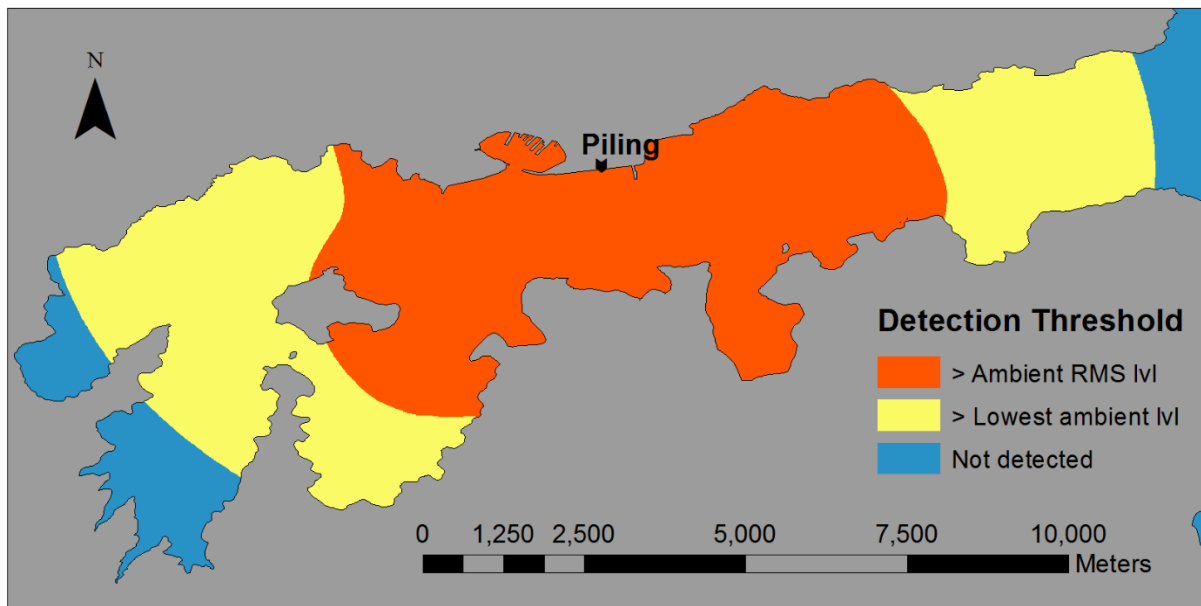 N
Piling
Detection Threshold
> Ambient RMS lvl
> Lowest ambient lvl
Not detected
0 1,250 2,500 5,000 7,500 10,000
Meters